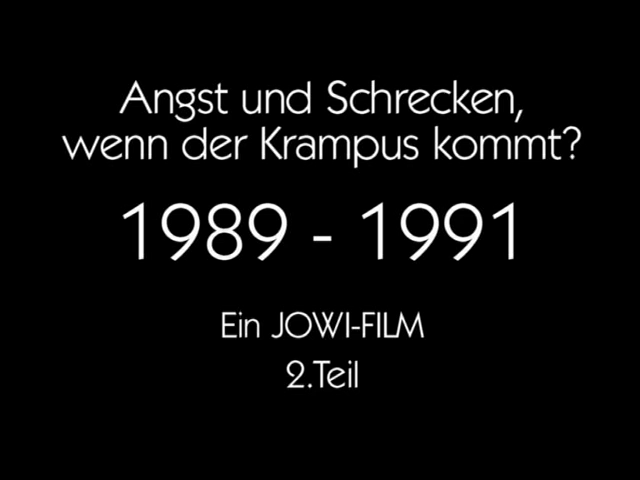 Angst und Schrecken,
wenn der Krampus kommt?
1989 - 1991
Ein JOWI-FILM
2.Teil